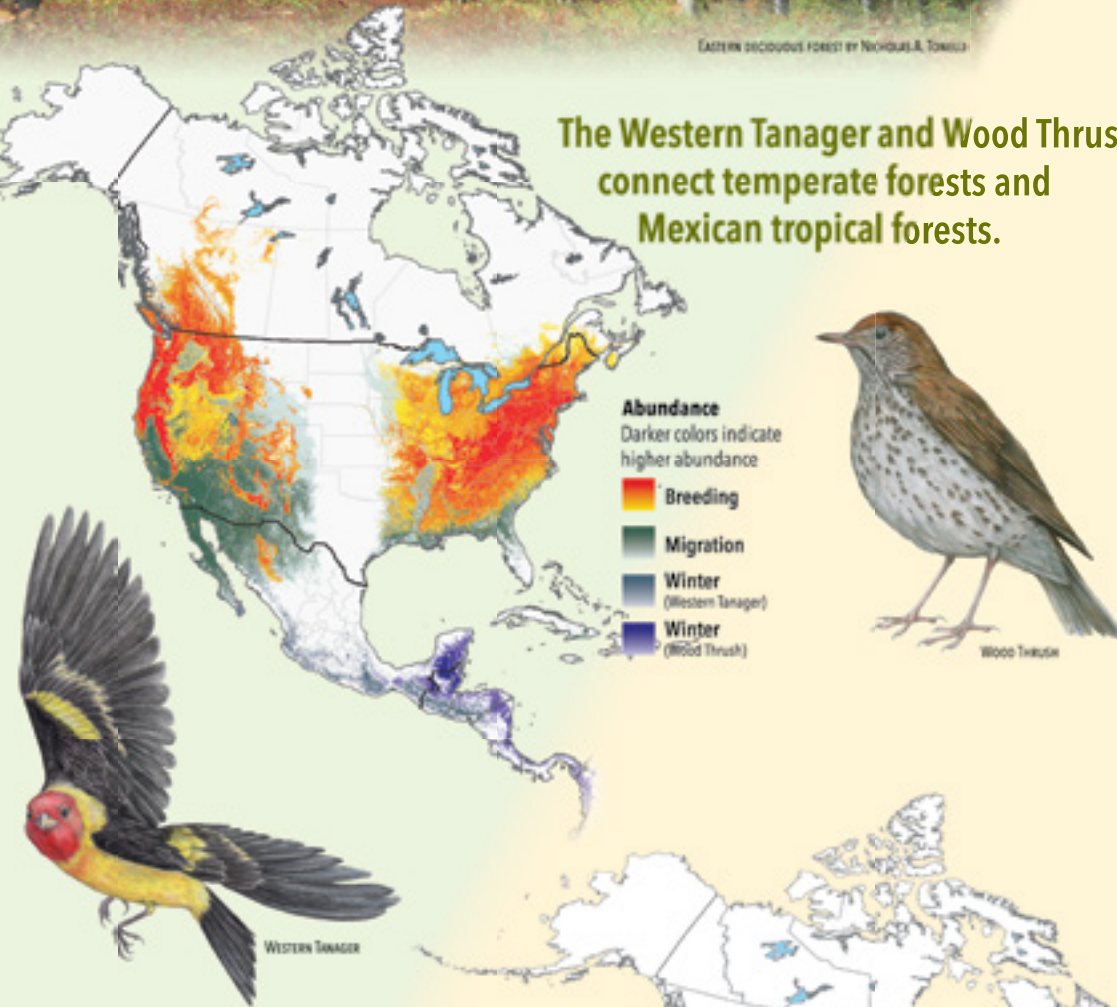 EASTERN DECIDUOUS FOREST BY NICHOLAS A. TONELLI
The Western Tanager and Wood Thrus
connect temperate forests and
Mexican tropical forests.
Abundance
Darker colors indicate
higher abundance
Breeding
Migration
Winter
(Western Tanager)
Winter
(Wood Thrush)
WOOD THRUSH
WESTERN TANAGER